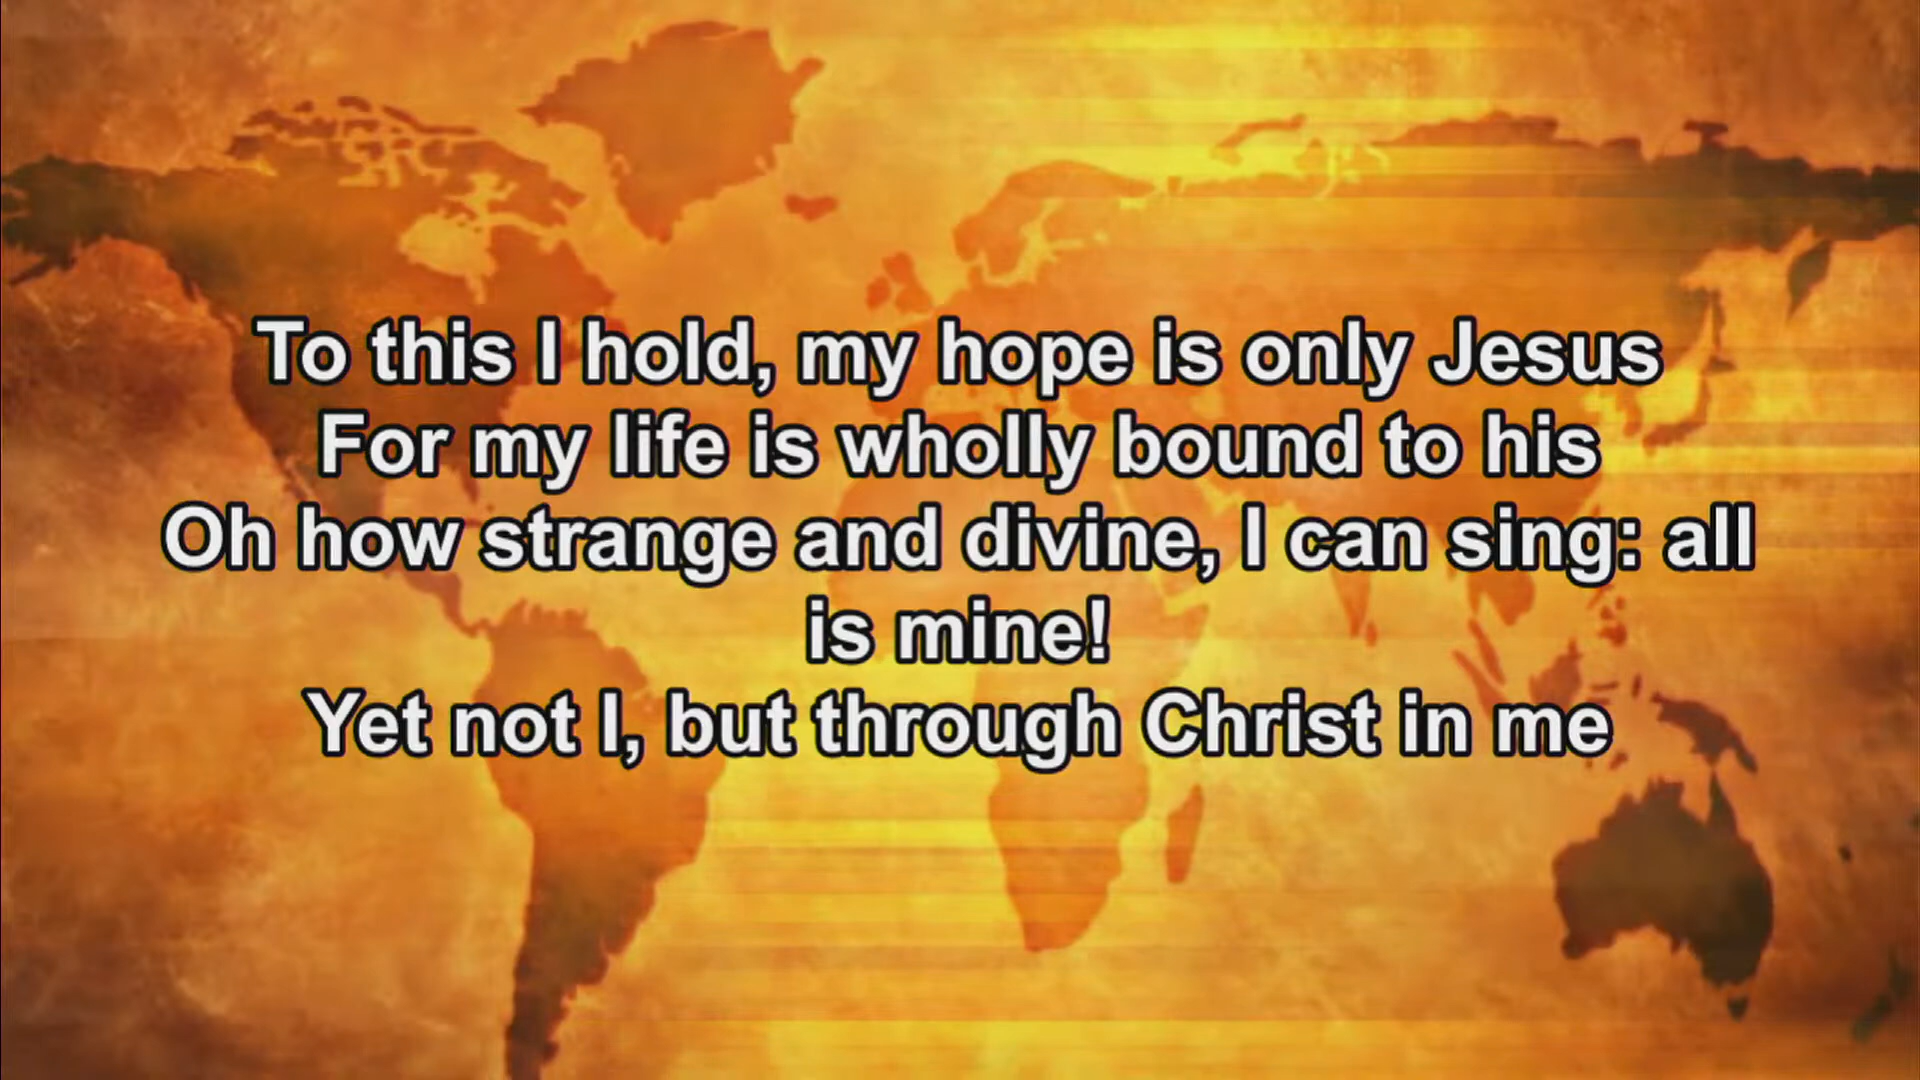 To this I hold, my hope is only Jesus
For my life is wholly bound to his
Oh how strange and divine, I can sing: all
is mine!
Yet not I, but through Christ in me